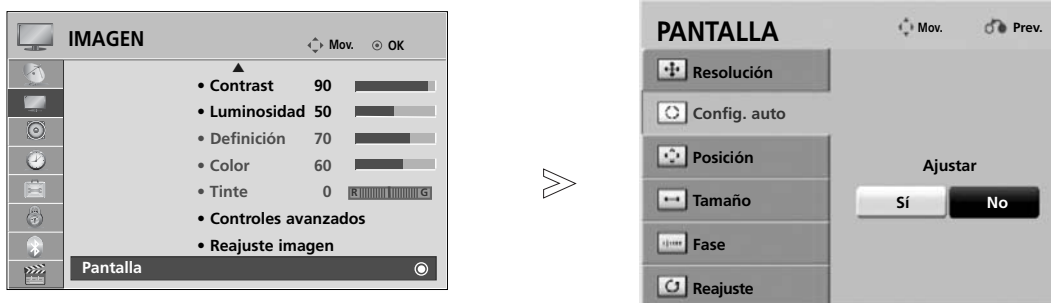 IMAGEN
Mov. OK
• Contrast 90
• Luminosidad 50
• Definición 70
• Color 60
• Tinte 0 R G
• Controles avanzados
• Reajuste imagen
Pantalla
PANTALLA
Mov. Prev.
Resolución
Config. auto
Posición
Tamaño
Fase
Reajuste
Ajustar
Sí No